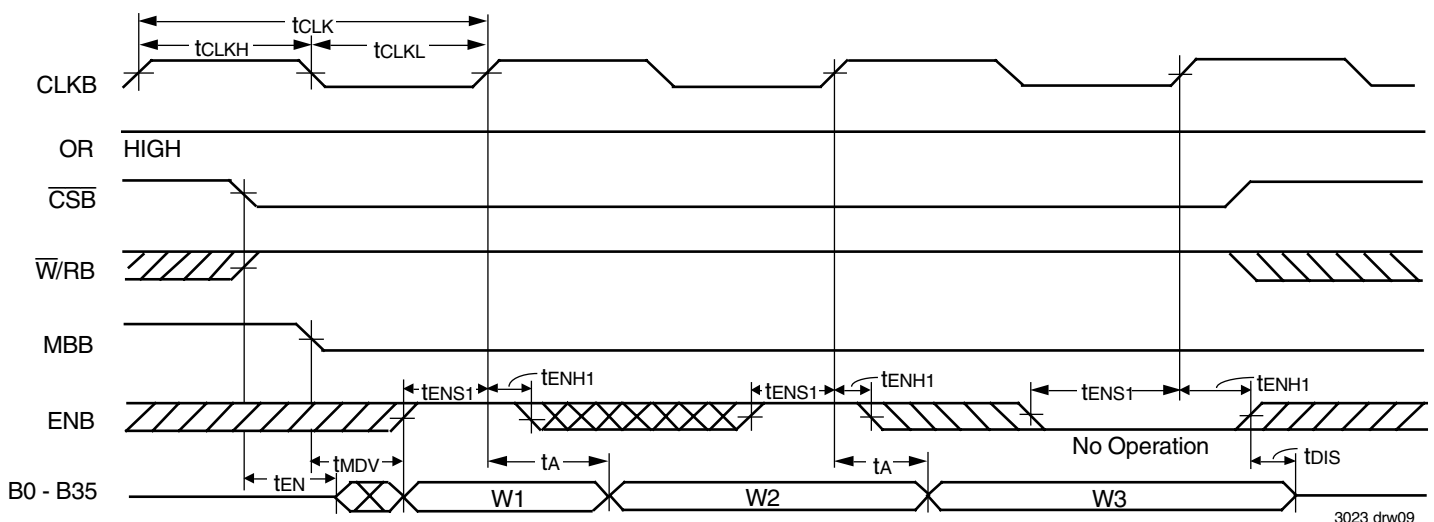 tCLK
tCLKH tCLKL
CLKB
OR HIGH
CSB
W/RB
MBB
tENS1 tENH1 tENS1 tENH1 tENS1 tENH1
ENB
No Operation
tMDV tA tA tDIS
tEN
B0 - B35 W1 W2 W3
3023 drw09